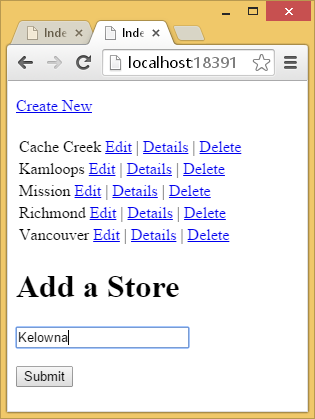 Inde
Inde
localhost:18391
Create New
Cache Creek Edit | Details | Delete
Kamloops Edit | Details | Delete
Mission Edit | Details | Delete
Richmond Edit | Details | Delete
Vancouver Edit | Details | Delete
Add a Store
Kelowna
Submit